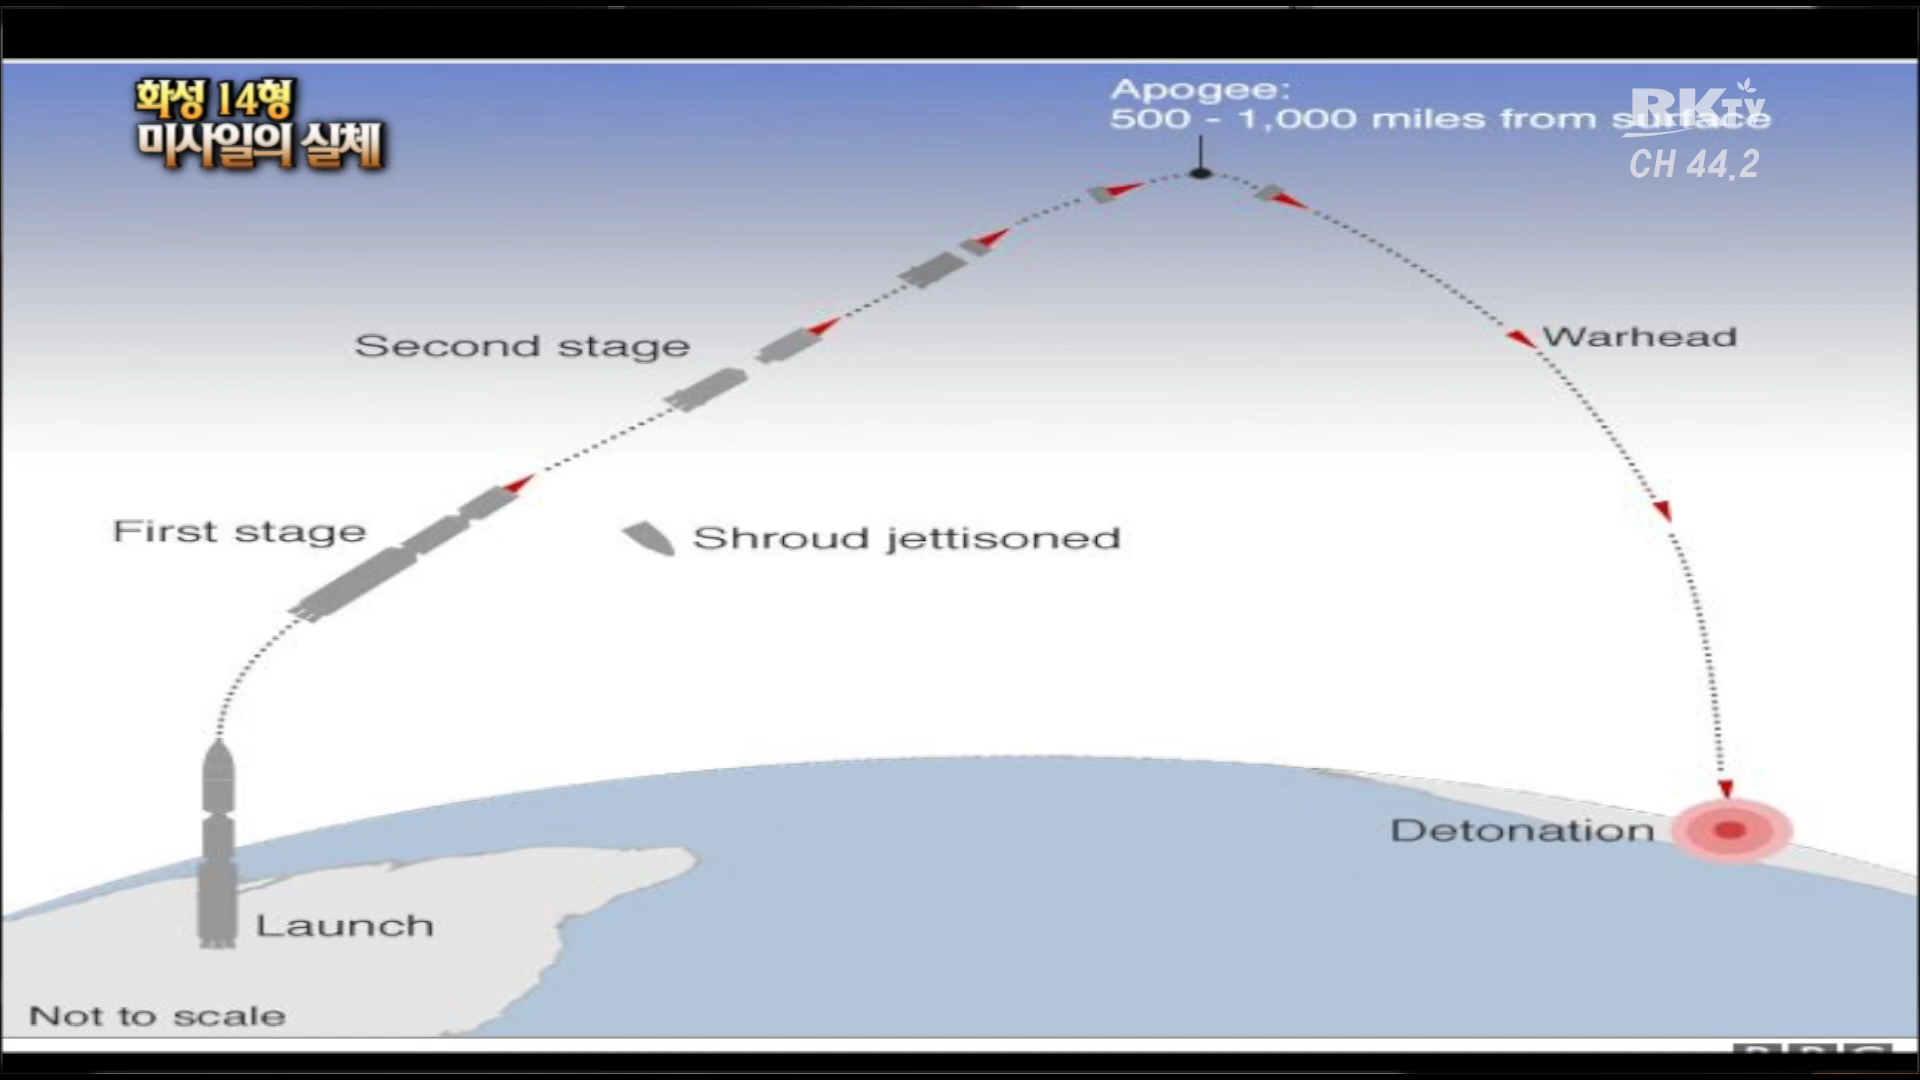 화성 14형
미사일의 실체
Apogee:
500 - 1,000 miles from surface
RKTV
CH 44.2
Second stage
Warhead
First stage
Shroud jettisoned
Detonation
Launch
Not to scale